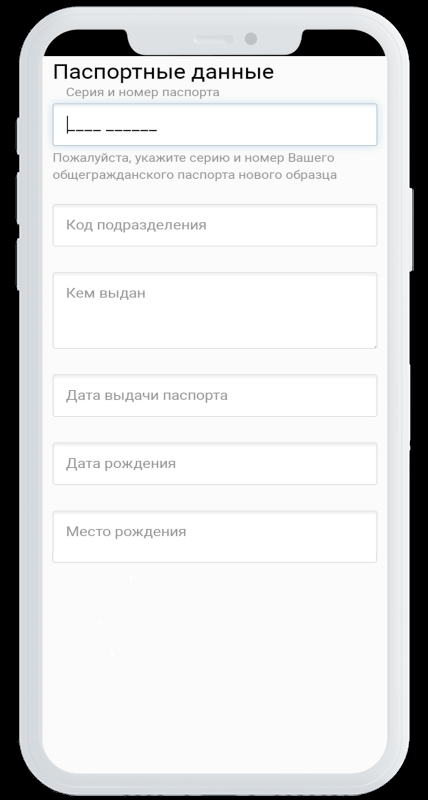 Паспортные данные
Серия и номер паспорта
____ ______
Пожалуйста, укажите серию и номер Вашего
общегражданского паспорта нового образца
Код подразделения
Кем выдан
Дата выдачи паспорта
Дата рождения
Место рождения